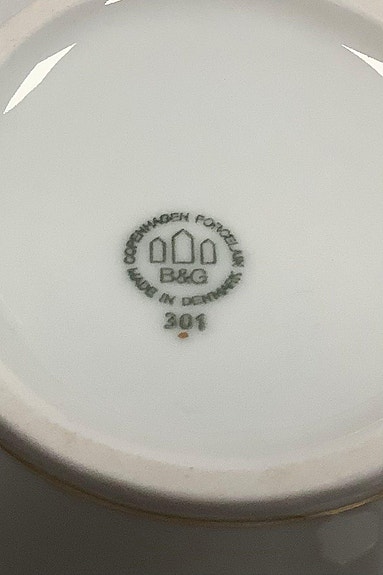 COPENHAGEN PORCELAIN
B&G
MADE IN DENMARK
301